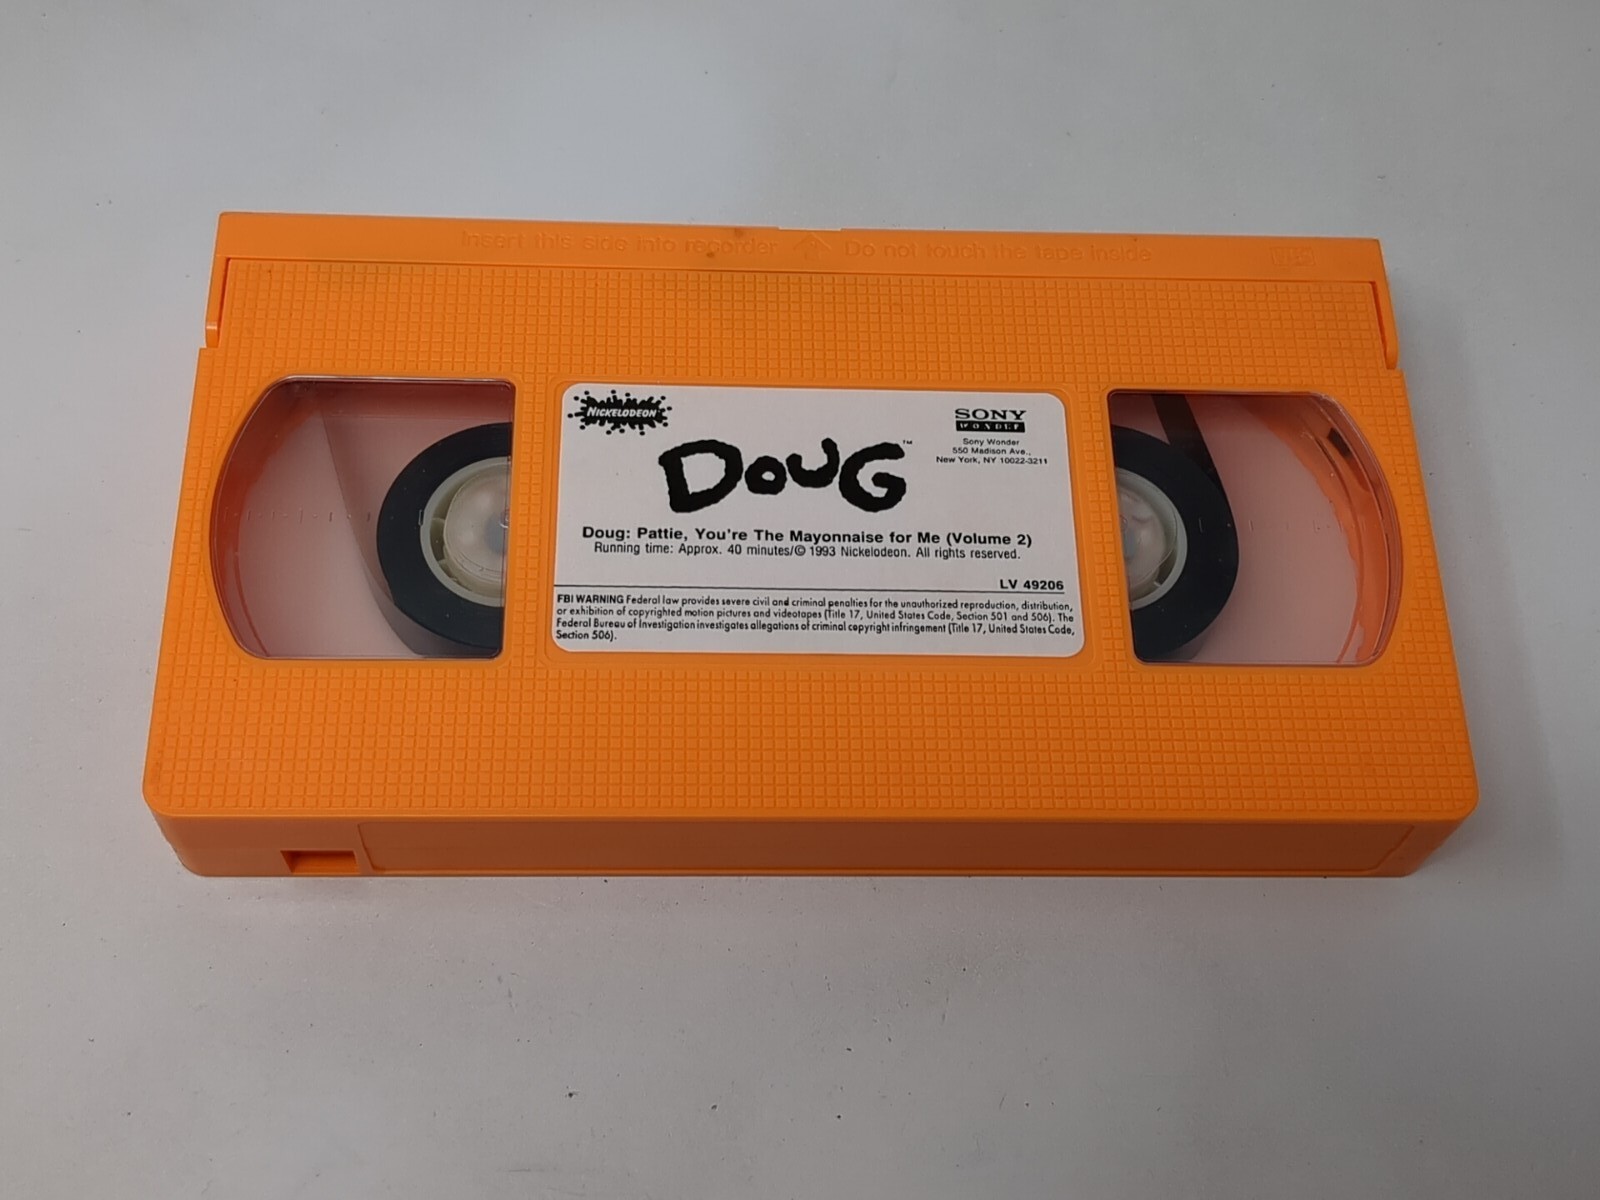 Insert this side into recorder Do not touch the tape inside VHS
NICKELODEON
SONY
WONDER
Sony Wonder
550 Madison Ave.,
New York, NY 10022-3211
DOUG™
Doug: Pattie, You're The Mayonnaise for Me (Volume 2)
Running time: Approx. 40 minutes/© 1993 Nickelodeon. All rights reserved.
LV 49206
FBI WARNING Federal law provides severe civil and criminal penalties for the unauthorized reproduction, distribution,
or exhibition of copyrighted motion pictures and videotapes (Title 17, United States Code, Section 501 and 506). The
Federal Bureau of Investigation investigates allegations of criminal copyright infringement (Title 17, United States Code,
Section 506).